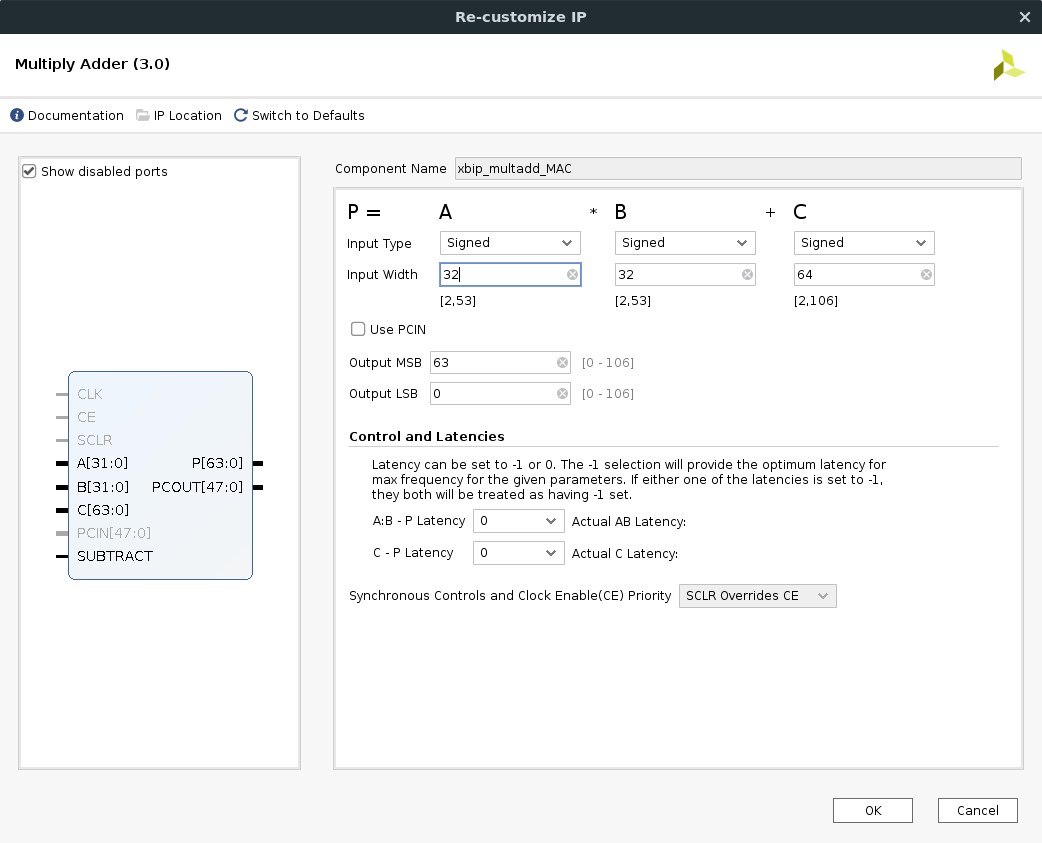 Re-customize IP
Multiply Adder (3.0)
Documentation IP Location Switch to Defaults
Show disabled ports
CLK
CE
SCLR
A[31:0] P[63:0]
B[31:0] PCOUT[47:0]
C[63:0]
PCIN[47:0]
SUBTRACT
Component Name xbip_multadd_MAC
P = A * B + C
Input Type Signed Signed Signed
Input Width 32 32 64
[2,53] [2,53] [2,106]
Use PCIN
Output MSB 63 [0 - 106]
Output LSB 0 [0 - 106]
Control and Latencies
Latency can be set to -1 or 0. The -1 selection will provide the optimum latency for
max frequency for the given parameters. If either one of the latencies is set to -1,
they both will be treated as having -1 set.
A:B - P Latency 0 Actual AB Latency:
C - P Latency 0 Actual C Latency:
Synchronous Controls and Clock Enable(CE) Priority SCLR Overrides CE
OK Cancel